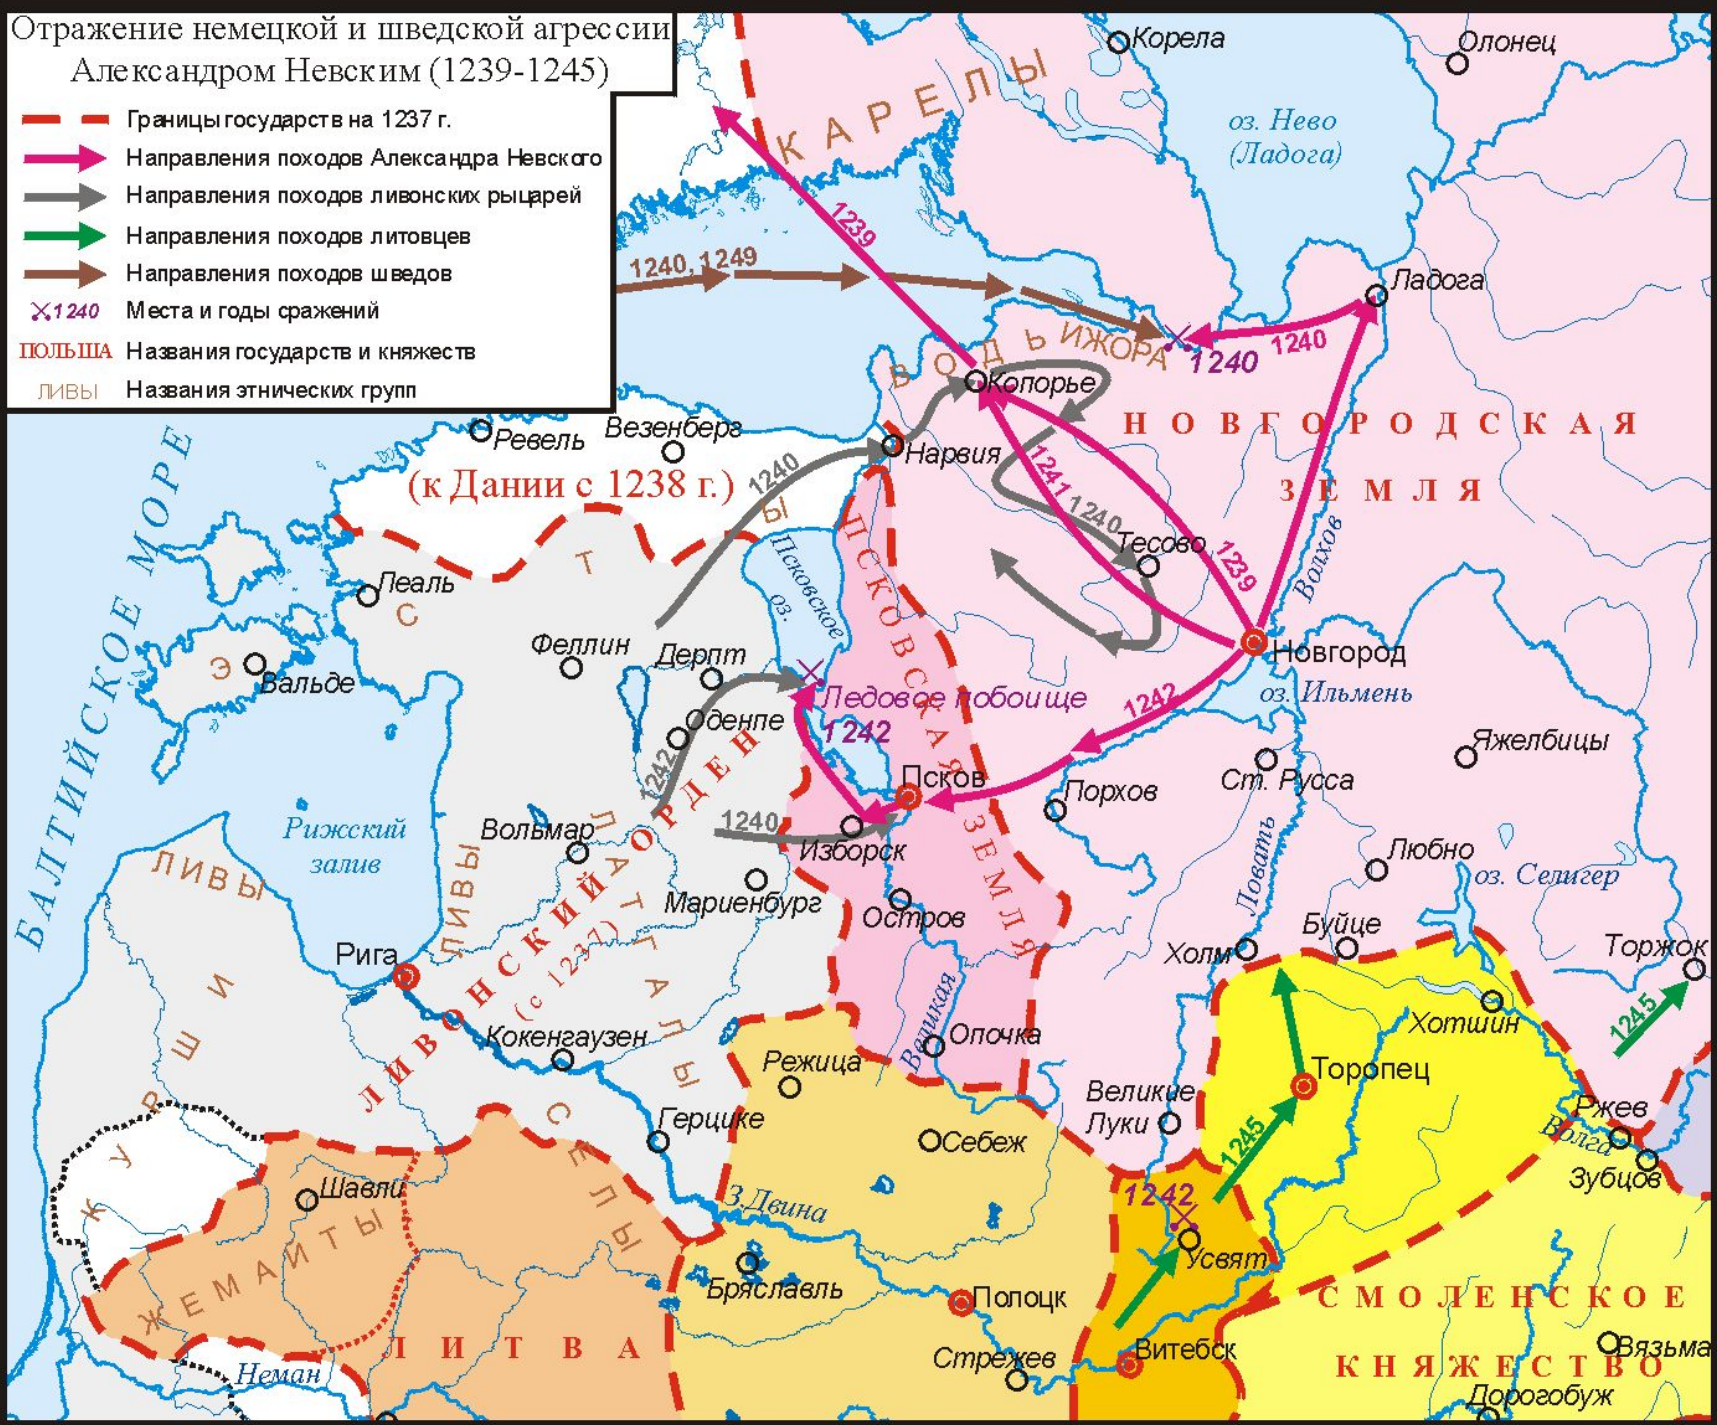 Отражение немецкой и шведской агрессии
Александром Невским (1239-1245)
Границы государств на 1237 г.
Направления походов Александра Невского
Направления походов ливонских рыцарей
Направления походов литовцев
Направления походов шведов
1240 Места и годы сражений
ПОЛЬША Названия государств и княжеств
ЛИВЫ Названия этнических групп
Корела
Олонец
КАРЕЛЫ
оз. Нево
(Ладога)
1239
1240, 1249
Ладога
1240
1240
ВОДЬ
ИЖОРА
Копорье
НОВГОРОДСКАЯ
ЗЕМЛЯ
Ревель
Везенберг
Нарвия
(к Дании с 1238 г.)
1240
1241
1240
Тесово
1239
Волхов
БАЛТИЙСКОЕ МОРЕ
ЭСТЫ
Леаль
Вальде
Феллин
Дерпт
Оденпе
Псковское
оз.
ПСКОВСКАЯ ЗЕМЛЯ
Новгород
оз. Ильмень
1242
Ледовое побоище
1242
1242
Псков
Порхов
Ст. Русса
Яжелбицы
1240
Изборск
Вольмар
Рижский
залив
ЛИВЫ
ЛИВЫ
ЛАТГАЛЫ
ЛИВОНСКИЙ ОРДЕН
(с 1237)
Мариенбург
Остров
Любно
Ловать
оз. Селигер
Рига
Холм
Буйце
Торжок
1245
КУРШИ
Кокенгаузен
Великая
Опочка
Хотшин
Режица
Торопец
Великие
Луки
Ржев
Волга
Зубцов
Герцике
СЕЛЫ
Себеж
1245
1242
Усвят
Шавли
ЖЕМАЙТЫ
З.Двина
Бряславль
Полоцк
СМОЛЕНСКОЕ
КНЯЖЕСТВО
ЛИТВА
Неман
Стрежев
Витебск
Вязьма
Дорогобуж